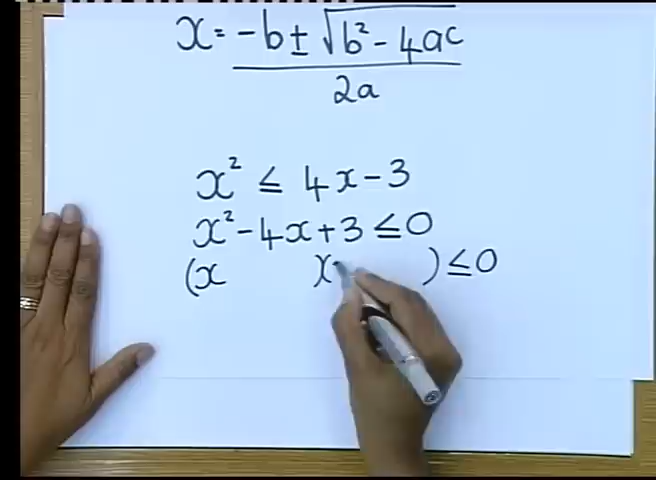 x = -b ± √b² - 4ac
2a
x² ≤ 4x - 3
x² - 4x + 3 ≤ 0
(x )( ) ≤ 0